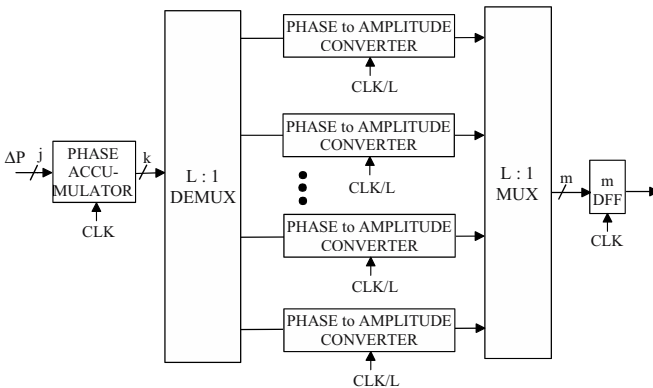 PHASE to AMPLITUDE
CONVERTER
CLK/L
PHASE to AMPLITUDE
CONVERTER
CLK/L
ΔP
j
PHASE
ACCU-
MULATOR
k
CLK
L : 1
DEMUX
L : 1
MUX
m
m
DFF
CLK
PHASE to AMPLITUDE
CONVERTER
CLK/L
PHASE to AMPLITUDE
CONVERTER
CLK/L